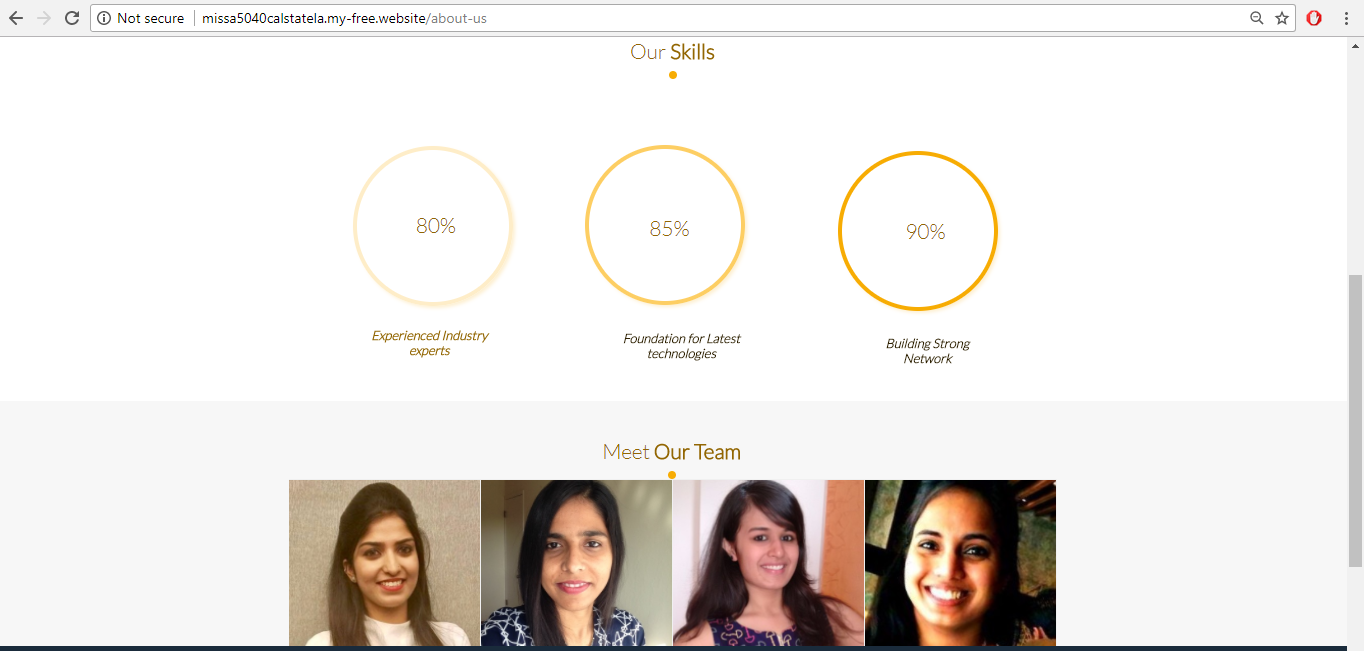 Not secure
missa5040calstatela.my-free.website/about-us
Our Skills
80%
85%
90%
Experienced Industry
experts
Foundation for Latest
technologies
Building Strong
Network
Meet Our Team